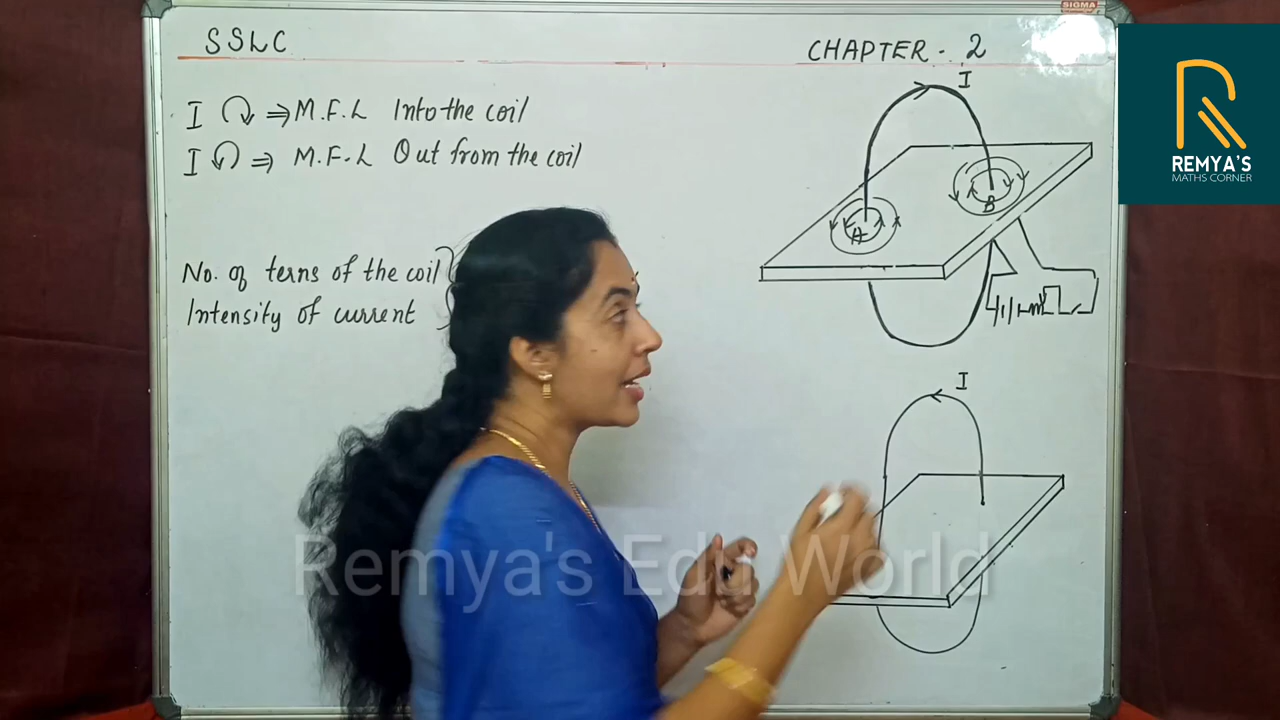 SIGMA
SSLC
CHAPTER - 2
I ⇒ M.F.L Into the coil
I ⇒ M.F.L Out from the coil
No. of terns of the coil
Intensity of current
I
A
B
I
REMYA'S
MATHS CORNER
Remya's Edu World